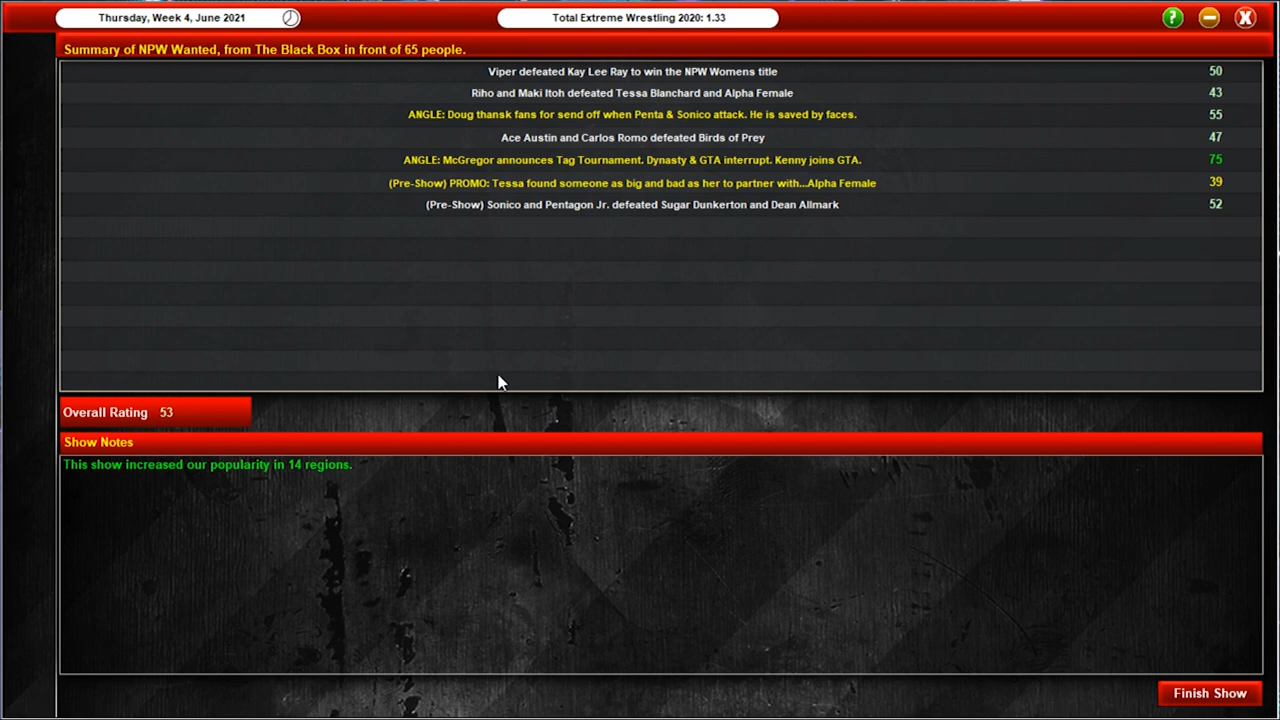 Thursday, Week 4, June 2021
Total Extreme Wrestling 2020: 1.33
?
Summary of NPW Wanted, from The Black Box in front of 65 people.
Viper defeated Kay Lee Ray to win the NPW Womens title 50
Riho and Maki Itoh defeated Tessa Blanchard and Alpha Female 43
ANGLE: Doug thansk fans for send off when Penta & Sonico attack. He is saved by faces. 55
Ace Austin and Carlos Romo defeated Birds of Prey 47
ANGLE: McGregor announces Tag Tournament. Dynasty & GTA interrupt. Kenny joins GTA. 75
(Pre-Show) PROMO: Tessa found someone as big and bad as her to partner with...Alpha Female 39
(Pre-Show) Sonico and Pentagon Jr. defeated Sugar Dunkerton and Dean Allmark 52
Overall Rating 53
Show Notes
This show increased our popularity in 14 regions.
Finish Show